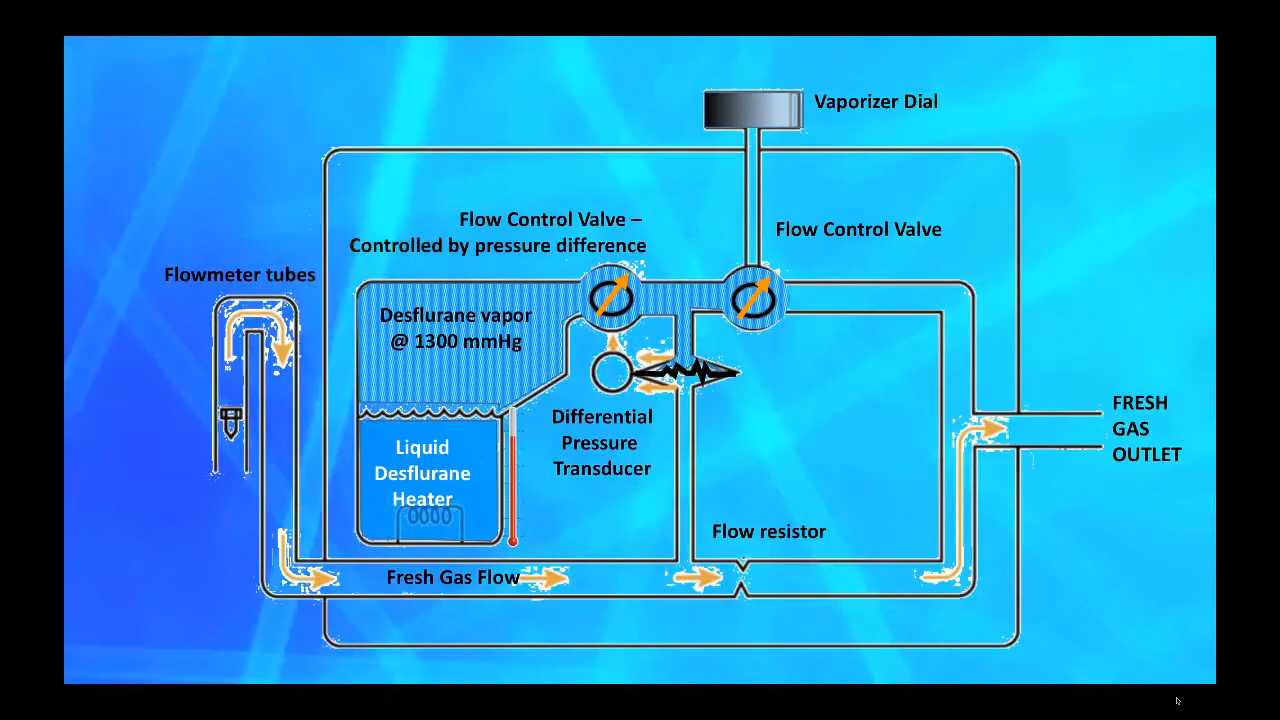 Vaporizer Dial
Flow Control Valve –
Controlled by pressure difference
Flow Control Valve
Flowmeter tubes
Desflurane vapor
@ 1300 mmHg
Differential
Pressure
Transducer
Liquid
Desflurane
Heater
FRESH
GAS
OUTLET
Flow resistor
Fresh Gas Flow